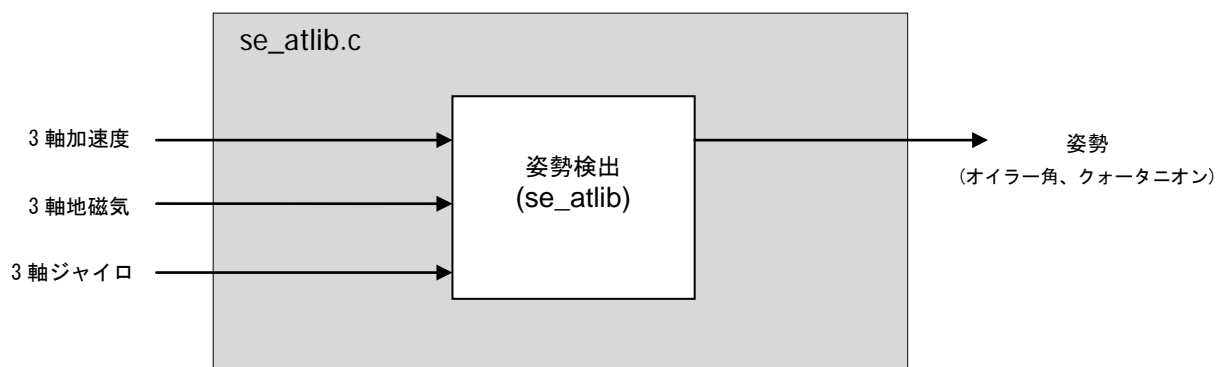 se_atlib.c
3軸加速度
3軸地磁気
3軸ジャイロ
姿勢検出
(se_atlib)
姿勢
(オイラー角、クォータニオン)